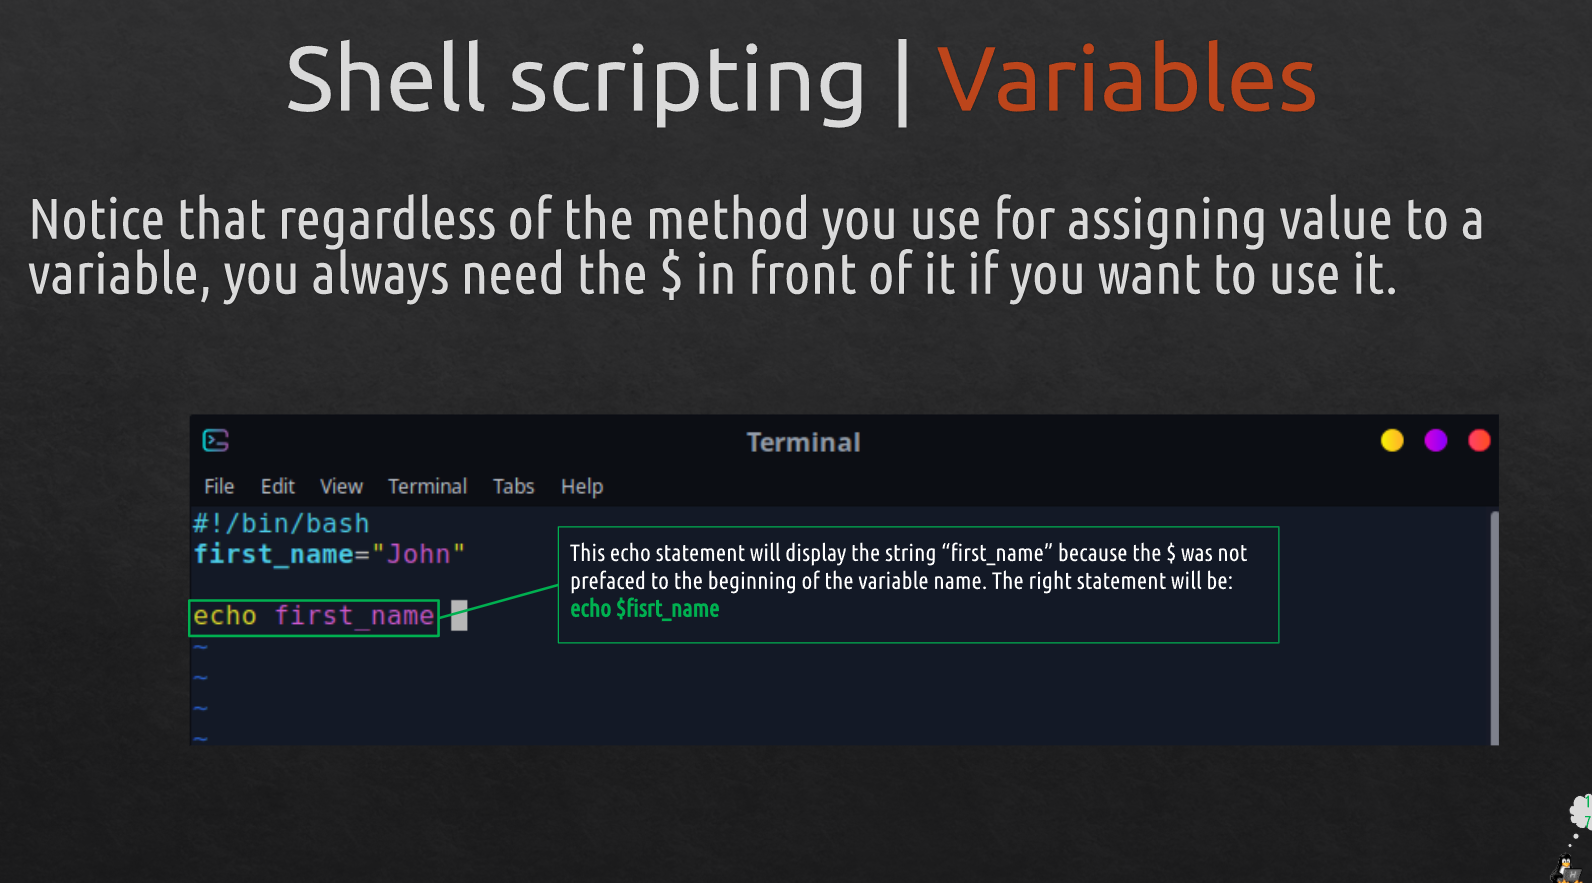 Shell scripting | Variables
Notice that regardless of the method you use for assigning value to a
variable, you always need the $ in front of it if you want to use it.
Terminal
File Edit View Terminal Tabs Help
#!/bin/bash
first_name="John"
echo first_name
~
~
~
~
This echo statement will display the string “first_name” because the $ was not
prefaced to the beginning of the variable name. The right statement will be:
echo $fisrt_name
1
7